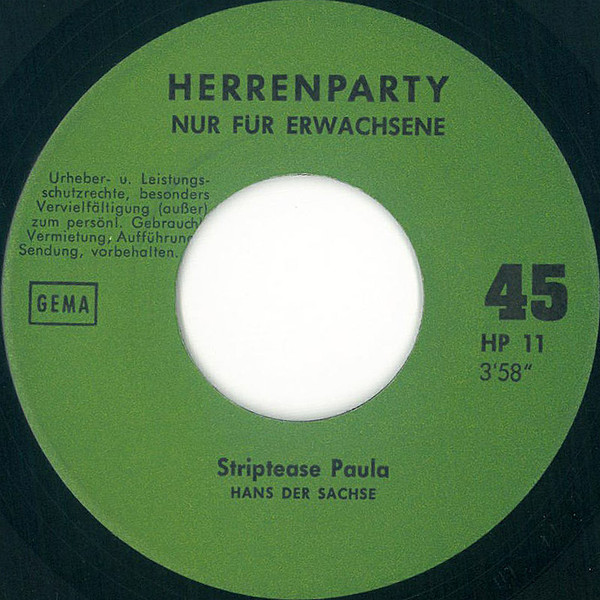 HERRENPARTY
NUR FÜR ERWACHSENE
Urheber- u. Leistungs-
schutzrechte, besonders
Vervielfältigung (außer)
zum persönl. Gebrauch)
Vermietung, Aufführung
Sendung, vorbehalten.
GEMA
45
HP 11
3'58"
Striptease Paula
HANS DER SACHSE